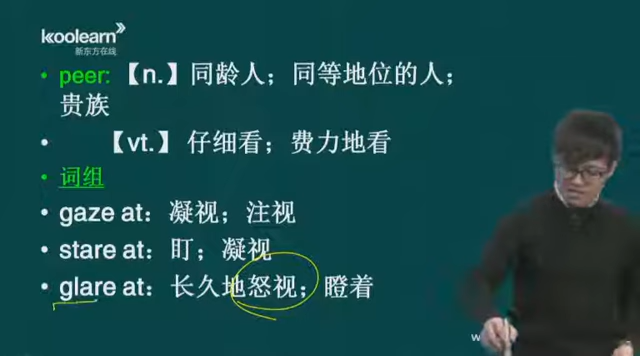 koolearn
新东方在线
• peer:【n.】同龄人；同等地位的人；
贵族
• 【vt.】仔细看；费力地看
• 词组
• gaze at：凝视；注视
• stare at：盯；凝视
• glare at：长久地怒视；瞪着
w